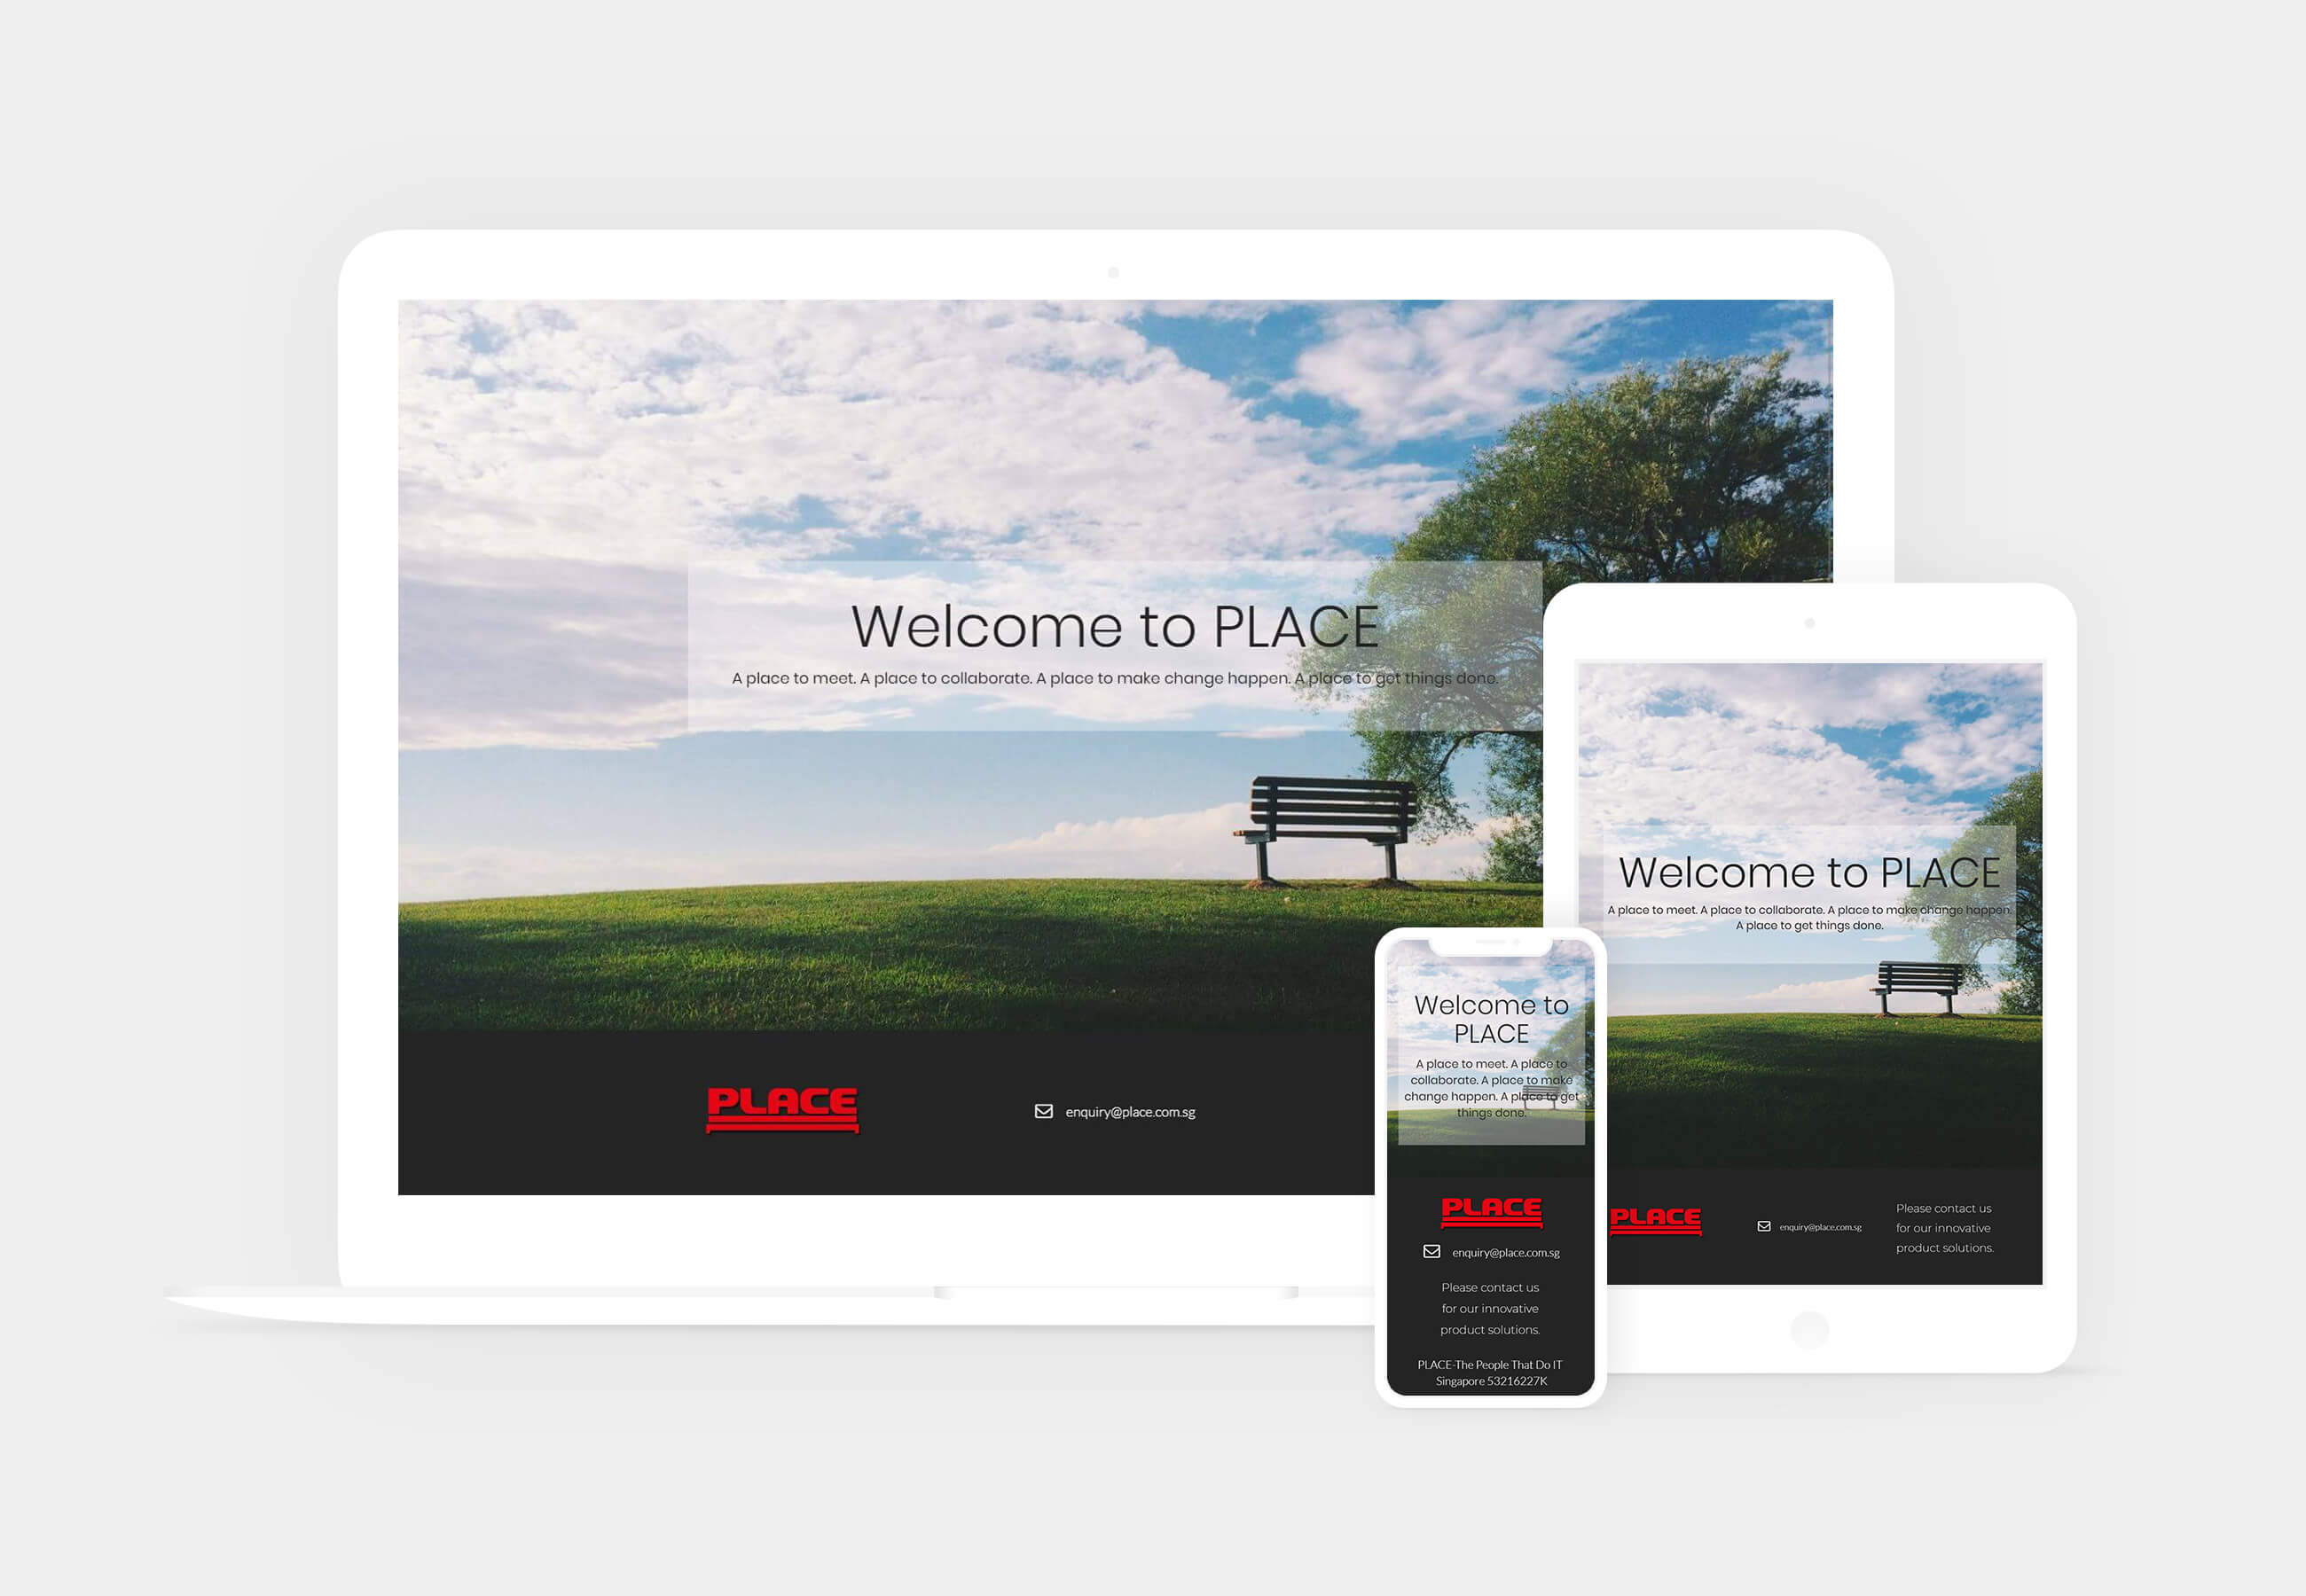 Welcome to PLACE
A place to meet. A place to collaborate. A place to make change happen. A place to get things done.
PLACE
enquiry@place.com.sg
Welcome to PLACE
A place to meet. A place to collaborate. A place to make change happen.
A place to get things done.
PLACE
enquiry@place.com.sg
Please contact us
for our innovative
product solutions.
Welcome to
PLACE
A place to meet. A place to
collaborate. A place to make
change happen. A place to get
things done.
PLACE
enquiry@place.com.sg
Please contact us
for our innovative
product solutions.
PLACE-The People That Do IT
Singapore 53216227K